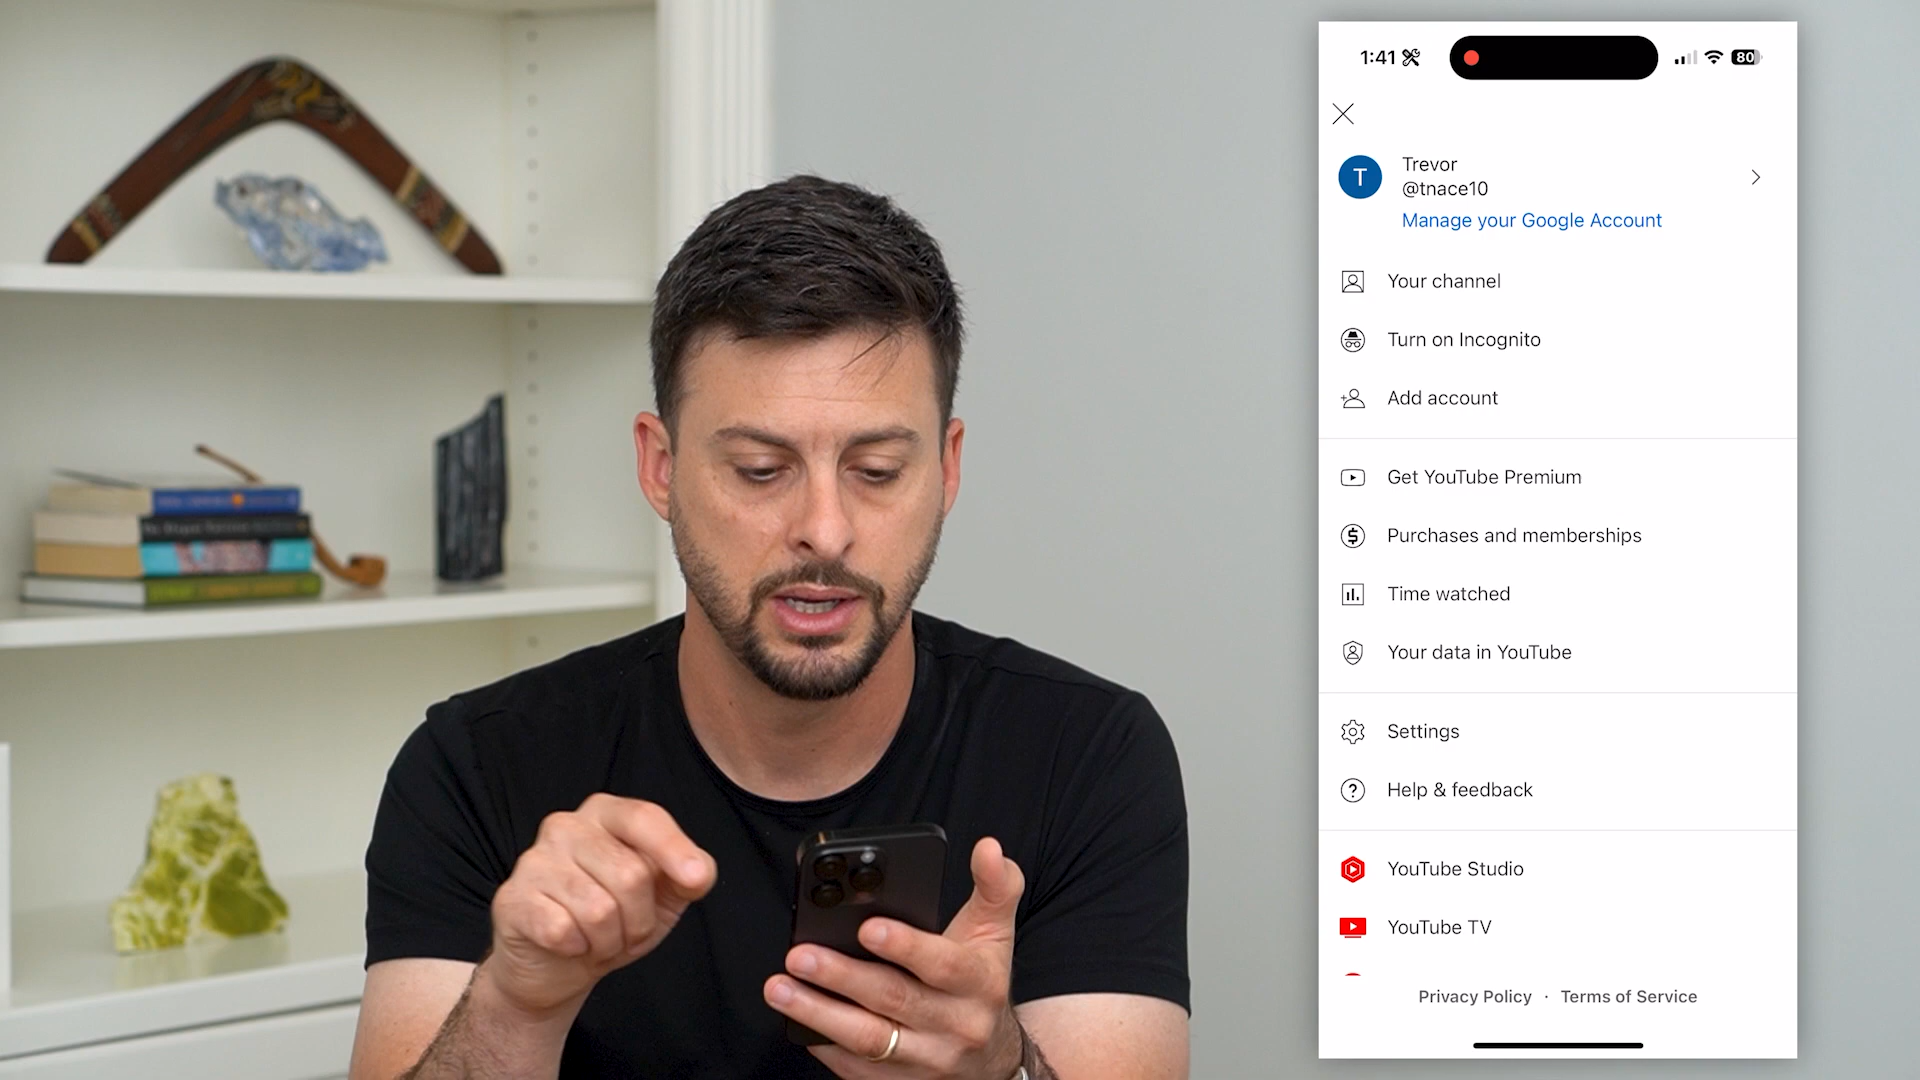 1:41
80
T
Trevor
@tnace10
Manage your Google Account
Your channel
Turn on Incognito
Add account
Get YouTube Premium
Purchases and memberships
Time watched
Your data in YouTube
Settings
Help & feedback
YouTube Studio
YouTube TV
Privacy Policy · Terms of Service